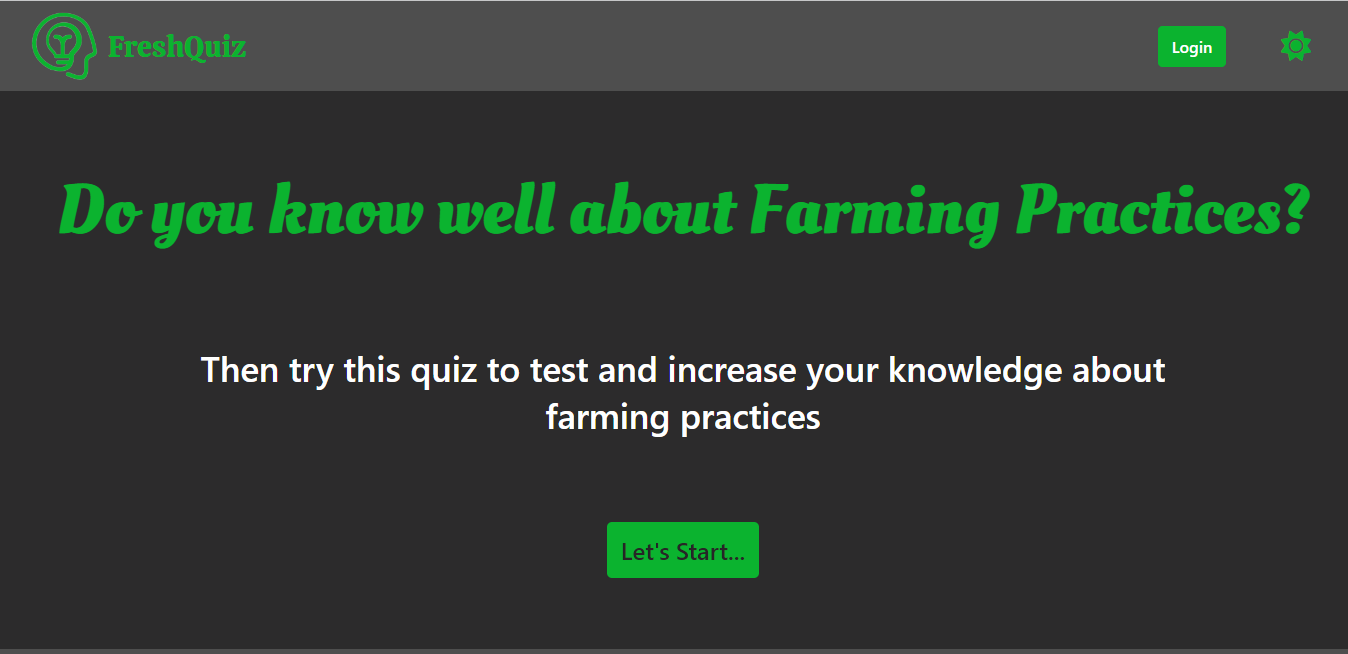 FreshQuiz
Login
Do you know well about Farming Practices?
Then try this quiz to test and increase your knowledge about
farming practices
Let's Start...